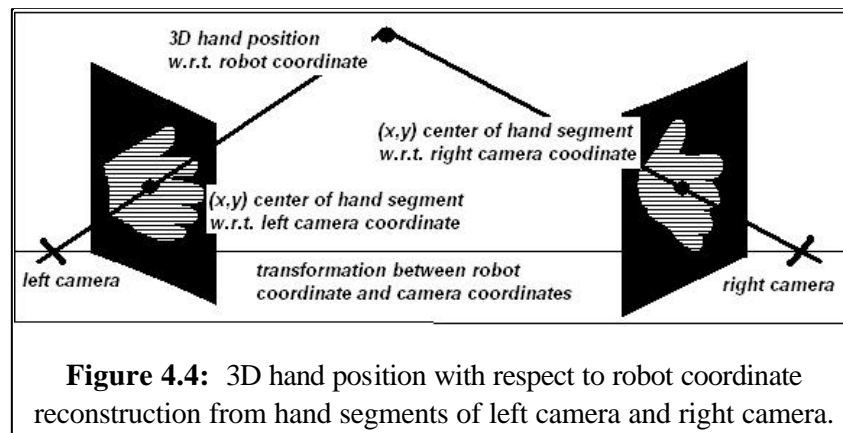 3D hand position
w.r.t. robot coordinate
(x,y) center of hand segment
w.r.t. right camera coodinate
(x,y) center of hand segment
w.r.t. left camera coordinate
left camera
transformation between robot
coordinate and camera coordinates
right camera
Figure 4.4: 3D hand position with respect to robot coordinate
reconstruction from hand segments of left camera and right camera.